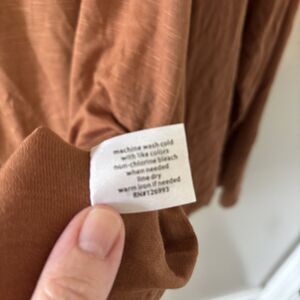 machine wash cold
with like colors
non-chlorine bleach
when needed
line dry
warm iron if needed
RN#126993